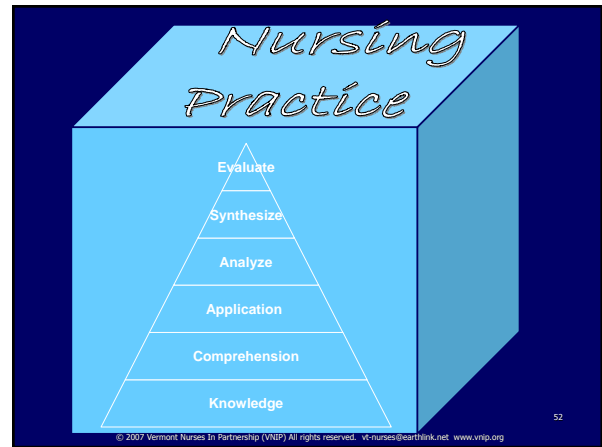 Nursing
Practice
Evaluate
Synthesize
Analyze
Application
Comprehension
Knowledge
52
© 2007 Vermont Nurses In Partnership (VNIP) All rights reserved. vt-nurses@earthlink.net www.vnip.org